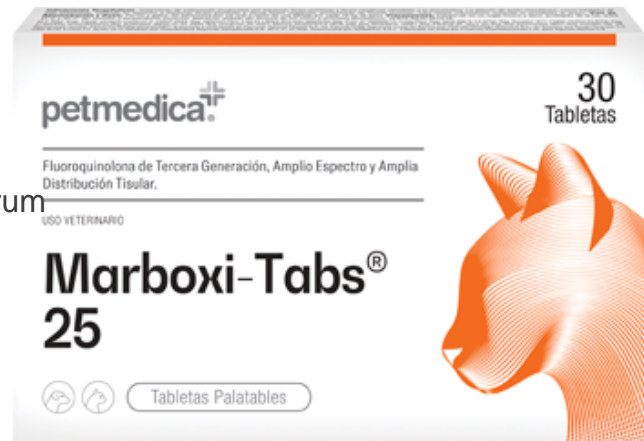 petmedica
30
Tabletas
Fluoroquinolona de Tercera Generación, Amplio Espectro y Amplia
Distribución Tisular.
rum
USO VETERINARIO
Marboxi-Tabs®
25
Tabletas Palatables